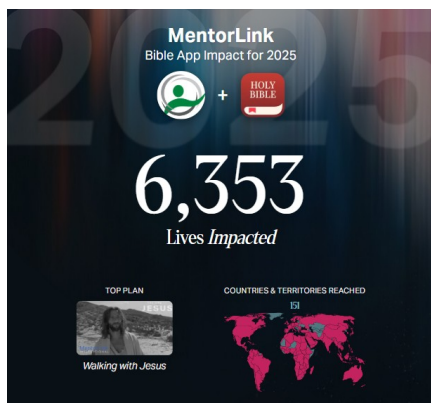 2025
MentorLink
Bible App Impact for 2025
+
HOLY
BIBLE
6,353
Lives Impacted
TOP PLAN
JESUS
Walking with Jesus
COUNTRIES & TERRITORIES REACHED
151